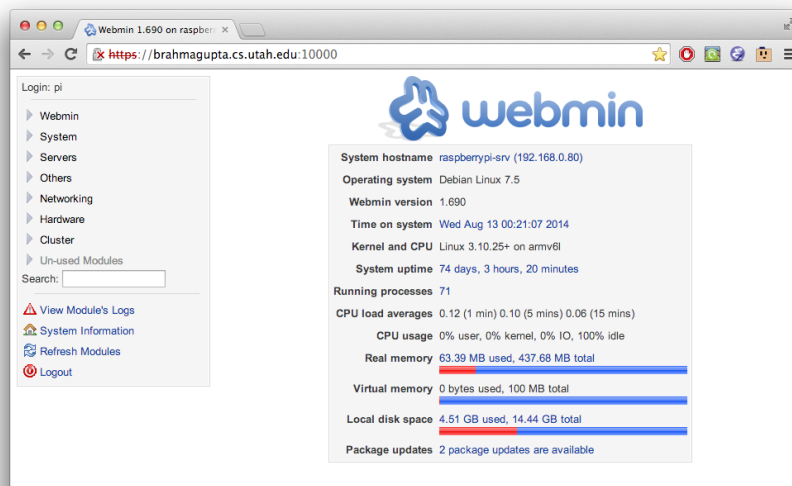 Webmin 1.690 on raspberr
https://brahmagupta.cs.utah.edu:10000
Login: pi
Webmin
System
Servers
Others
Networking
Hardware
Cluster
Un-used Modules
Search:
View Module's Logs
System Information
Refresh Modules
Logout
webmin
System hostname raspberrypi-srv (192.168.0.80)
Operating system Debian Linux 7.5
Webmin version 1.690
Time on system Wed Aug 13 00:21:07 2014
Kernel and CPU Linux 3.10.25+ on armv6l
System uptime 74 days, 3 hours, 20 minutes
Running processes 71
CPU load averages 0.12 (1 min) 0.10 (5 mins) 0.06 (15 mins)
CPU usage 0% user, 0% kernel, 0% IO, 100% idle
Real memory 63.39 MB used, 437.68 MB total
Virtual memory 0 bytes used, 100 MB total
Local disk space 4.51 GB used, 14.44 GB total
Package updates 2 package updates are available